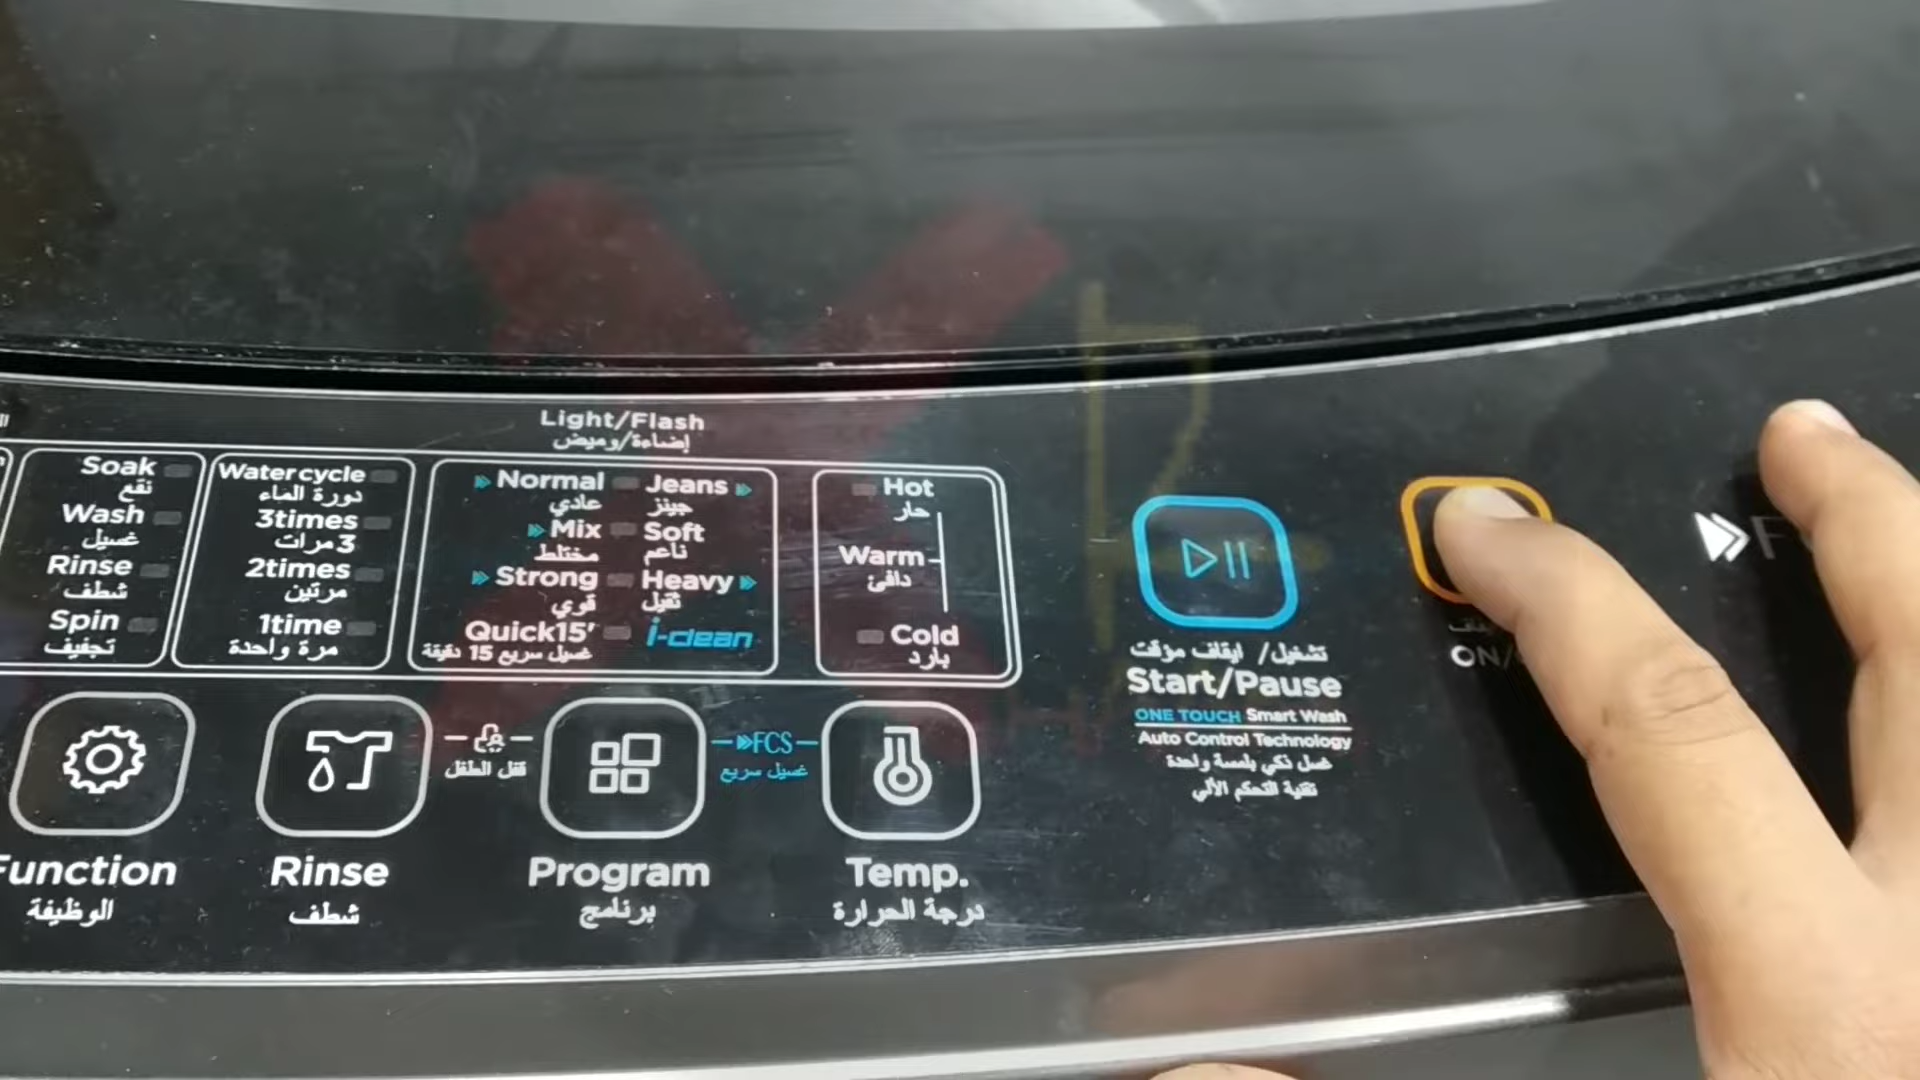 Light/Flash
إضاءة/وميض
Soak
نقع
Wash
غسيل
Rinse
شطف
Spin
تجفيف
Water cycle
دورة الماء
3times
3 مرات
2times
مرتين
1time
مرة واحدة
Normal Jeans
عادي جينز
Mix Soft
مختلط ناعم
Strong Heavy
قوي ثقيل
Quick15' i-clean
غسيل سريع 15 دقيقة
Hot
حار
Warm
دافئ
Cold
بارد
تشغيل/ ايقاف مؤقت
Start/Pause
ONE TOUCH Smart Wash
Auto Control Technology
غسل ذكي بلمسة واحدة
تقنية التحكم الآلي
ON/
FCS
قفل الطفل
غسيل سريع
Function
الوظيفة
Rinse
شطف
Program
برنامج
Temp.
درجة الحرارة